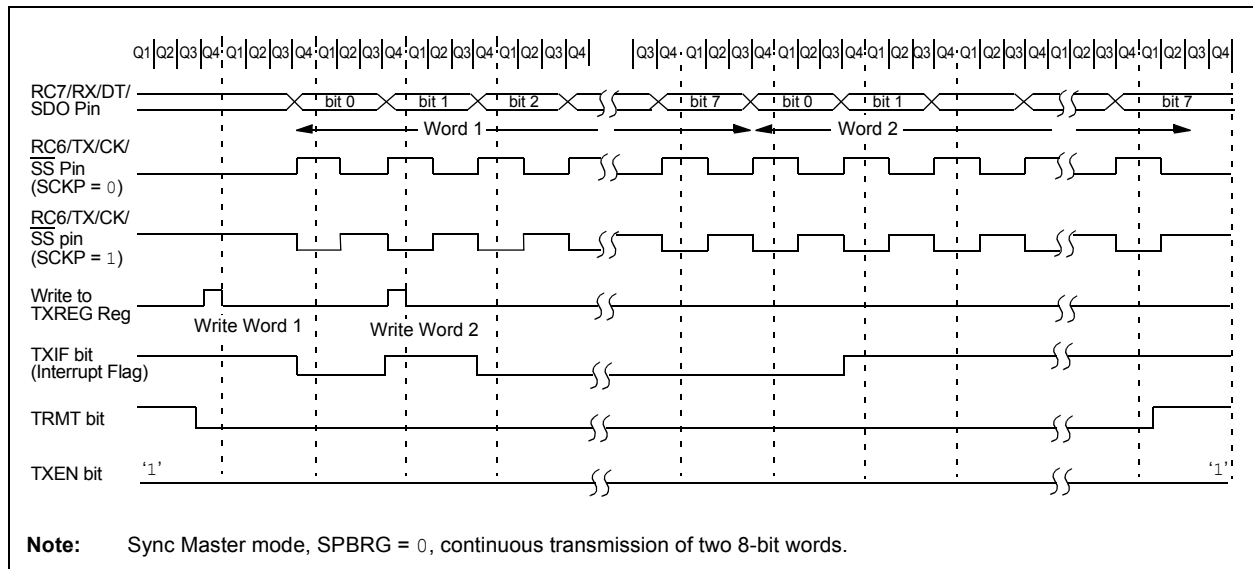 Q1 Q2 Q3 Q4 Q1 Q2 Q3 Q4 Q1 Q2 Q3 Q4 Q1 Q2 Q3 Q4 Q1 Q2 Q3 Q4 Q3 Q4 Q1 Q2 Q3 Q4 Q1 Q2 Q3 Q4 Q1 Q2 Q3 Q4 Q1 Q2 Q3 Q4 Q1 Q2 Q3 Q4
RC7/RX/DT/
SDO Pin
bit 0 bit 1 bit 2 bit 7 bit 0 bit 1 bit 7
Word 1 Word 2
RC6/TX/CK/
SS Pin
(SCKP = 0)
RC6/TX/CK/
SS pin
(SCKP = 1)
Write to
TXREG Reg
Write Word 1 Write Word 2
TXIF bit
(Interrupt Flag)
TRMT bit
TXEN bit
‘1’ ‘1’
Note: Sync Master mode, SPBRG = 0, continuous transmission of two 8-bit words.